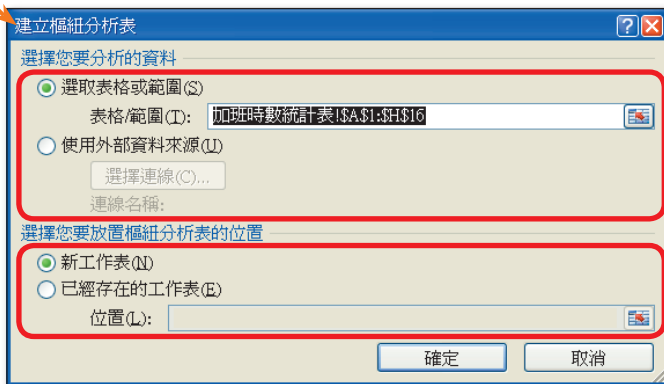 建立樞紐分析表
選擇您要分析的資料
選取表格或範圍(S)
表格/範圍(T): 加班時數統計表!$A$1:$H$16
使用外部資料來源(U)
選擇連線(C)...
連線名稱:
選擇您要放置樞紐分析表的位置
新工作表(N)
已經存在的工作表(E)
位置(L):
確定 取消